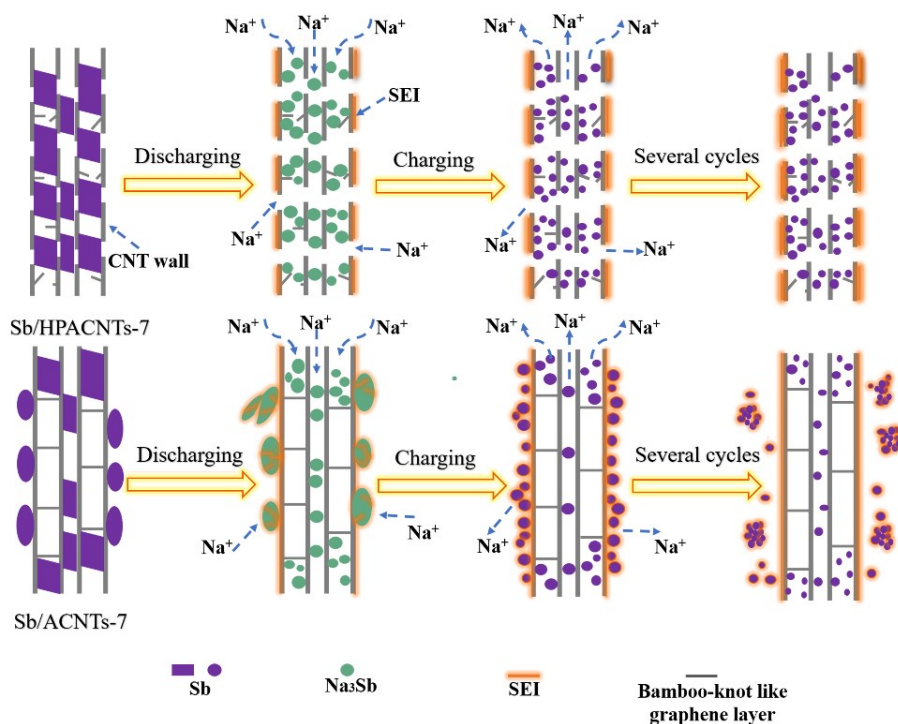 Na⁺
Na⁺
Na⁺
Na⁺
Na⁺
Na⁺
SEI
Discharging
Charging
Several cycles
Na⁺
Na⁺
Na⁺
Na⁺
CNT wall
Sb/HPACNTs-7
Na⁺
Na⁺
Na⁺
Na⁺
Na⁺
Na⁺
Discharging
Charging
Several cycles
Na⁺
Na⁺
Na⁺
Na⁺
Sb/ACNTs-7
Sb
Na₃Sb
SEI
Bamboo-knot like
graphene layer